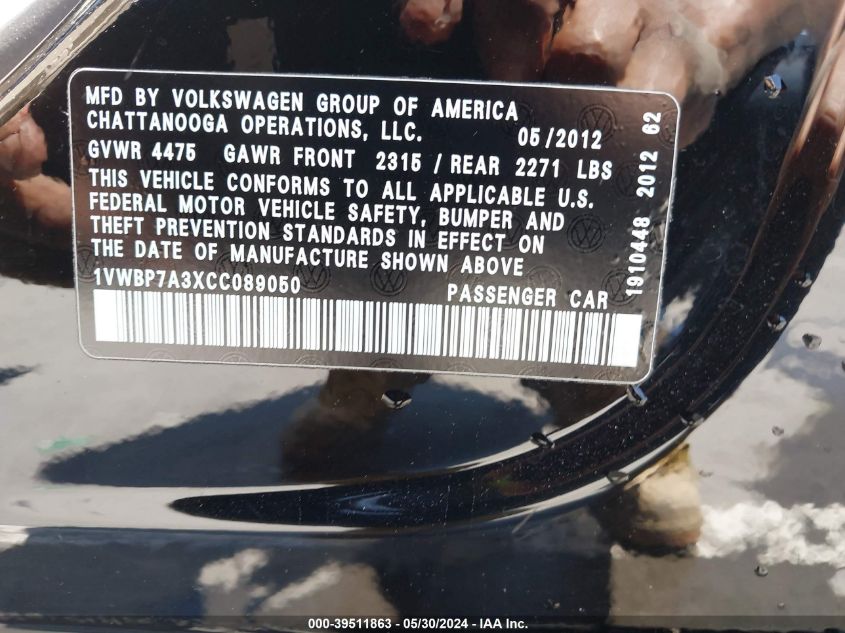 MFD BY VOLKSWAGEN GROUP OF AMERICA
CHATTANOOGA OPERATIONS, LLC. 05/2012
GVWR 4475 GAWR FRONT 2315 / REAR 2271 LBS
THIS VEHICLE CONFORMS TO ALL APPLICABLE U.S.
FEDERAL MOTOR VEHICLE SAFETY, BUMPER AND
THEFT PREVENTION STANDARDS IN EFFECT ON
THE DATE OF MANUFACTURE SHOWN ABOVE
1VWBP7A3XCC089050 PASSENGER CAR
1910448 2012 62
000-39511863 - 05/30/2024 - IAA Inc.